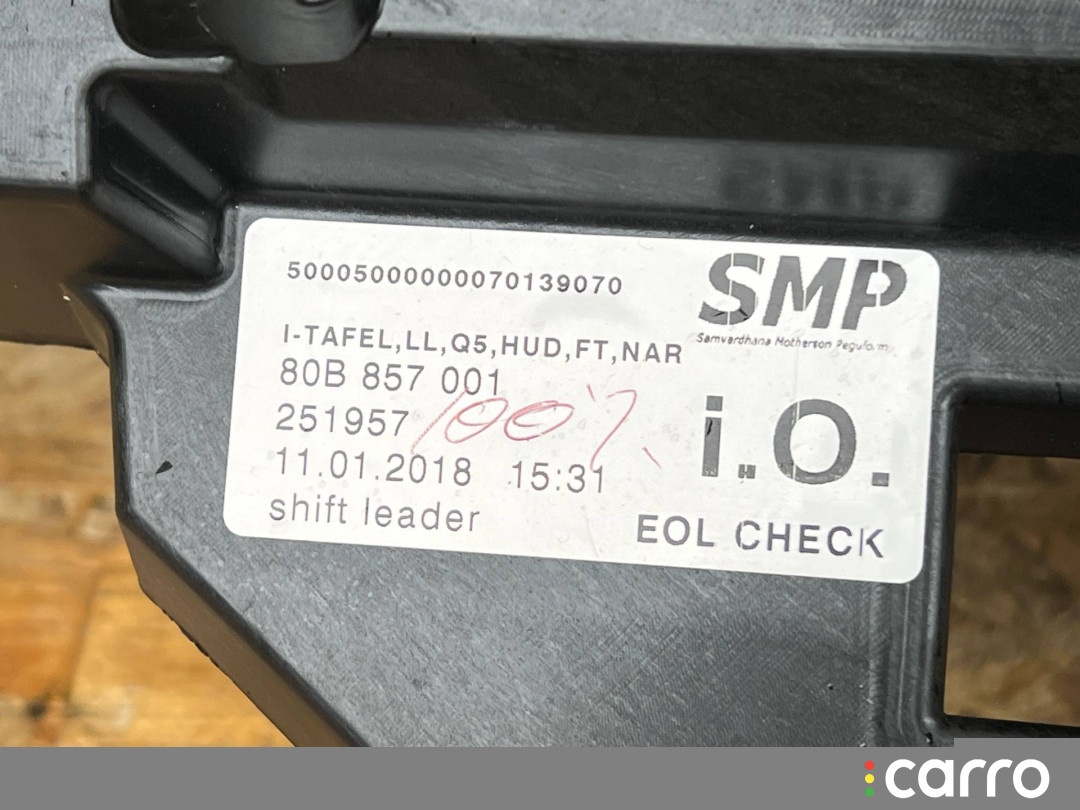 50005000000070139070
SMP
Samvardhana Motherson Peguform
I-TAFEL,LL,Q5,HUD,FT,NAR
80B 857 001
251957 100%
11.01.2018 15:31
shift leader
i.O.
EOL CHECK
carro